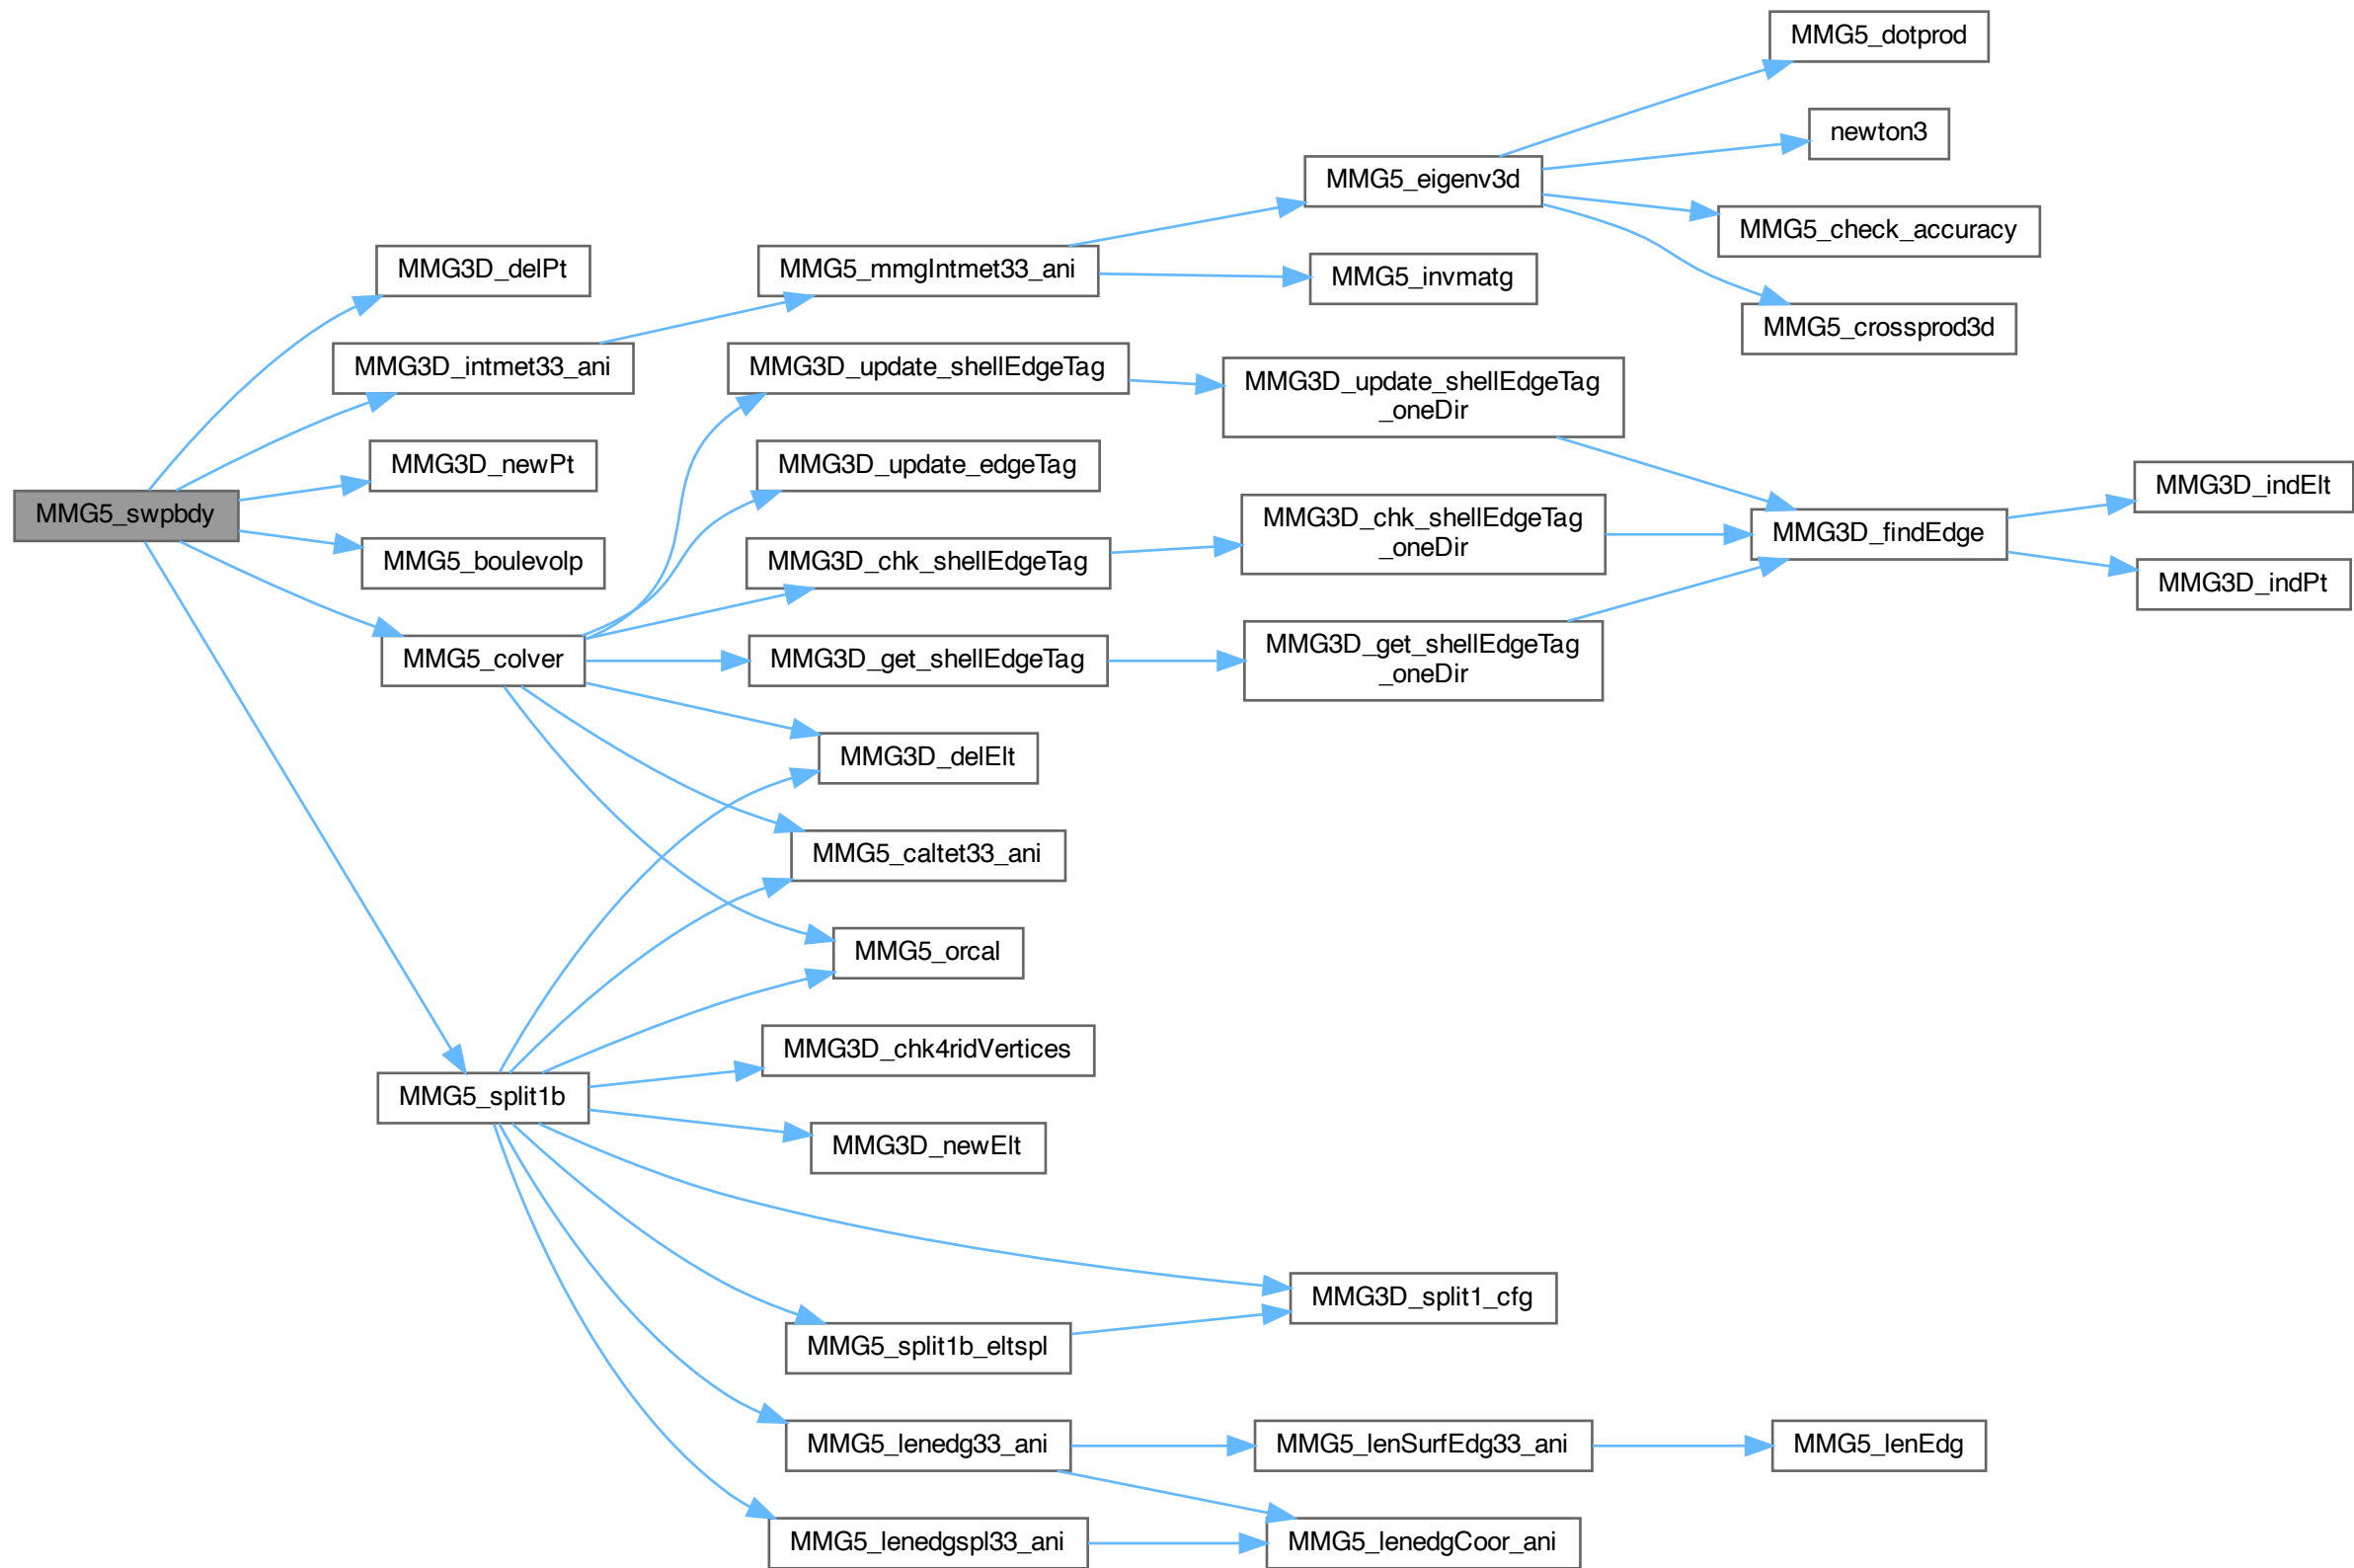 MMG5_swpbdy
MMG3D_delPt
MMG3D_intmet33_ani
MMG3D_newPt
MMG5_boulevolp
MMG5_colver
MMG5_split1b
MMG5_mmgIntmet33_ani
MMG3D_update_shellEdgeTag
MMG3D_update_edgeTag
MMG3D_chk_shellEdgeTag
MMG3D_get_shellEdgeTag
MMG3D_delElt
MMG5_caltet33_ani
MMG5_orcal
MMG3D_chk4ridVertices
MMG3D_newElt
MMG5_split1b_eltspl
MMG5_lenedg33_ani
MMG5_lenedgspl33_ani
MMG5_eigenv3d
MMG5_invmatg
MMG3D_update_shellEdgeTag
_oneDir
MMG3D_chk_shellEdgeTag
_oneDir
MMG3D_get_shellEdgeTag
_oneDir
MMG3D_split1_cfg
MMG5_lenSurfEdg33_ani
MMG5_lenedgCoor_ani
MMG5_dotprod
newton3
MMG5_check_accuracy
MMG5_crossprod3d
MMG3D_findEdge
MMG5_lenEdg
MMG3D_indElt
MMG3D_indPt